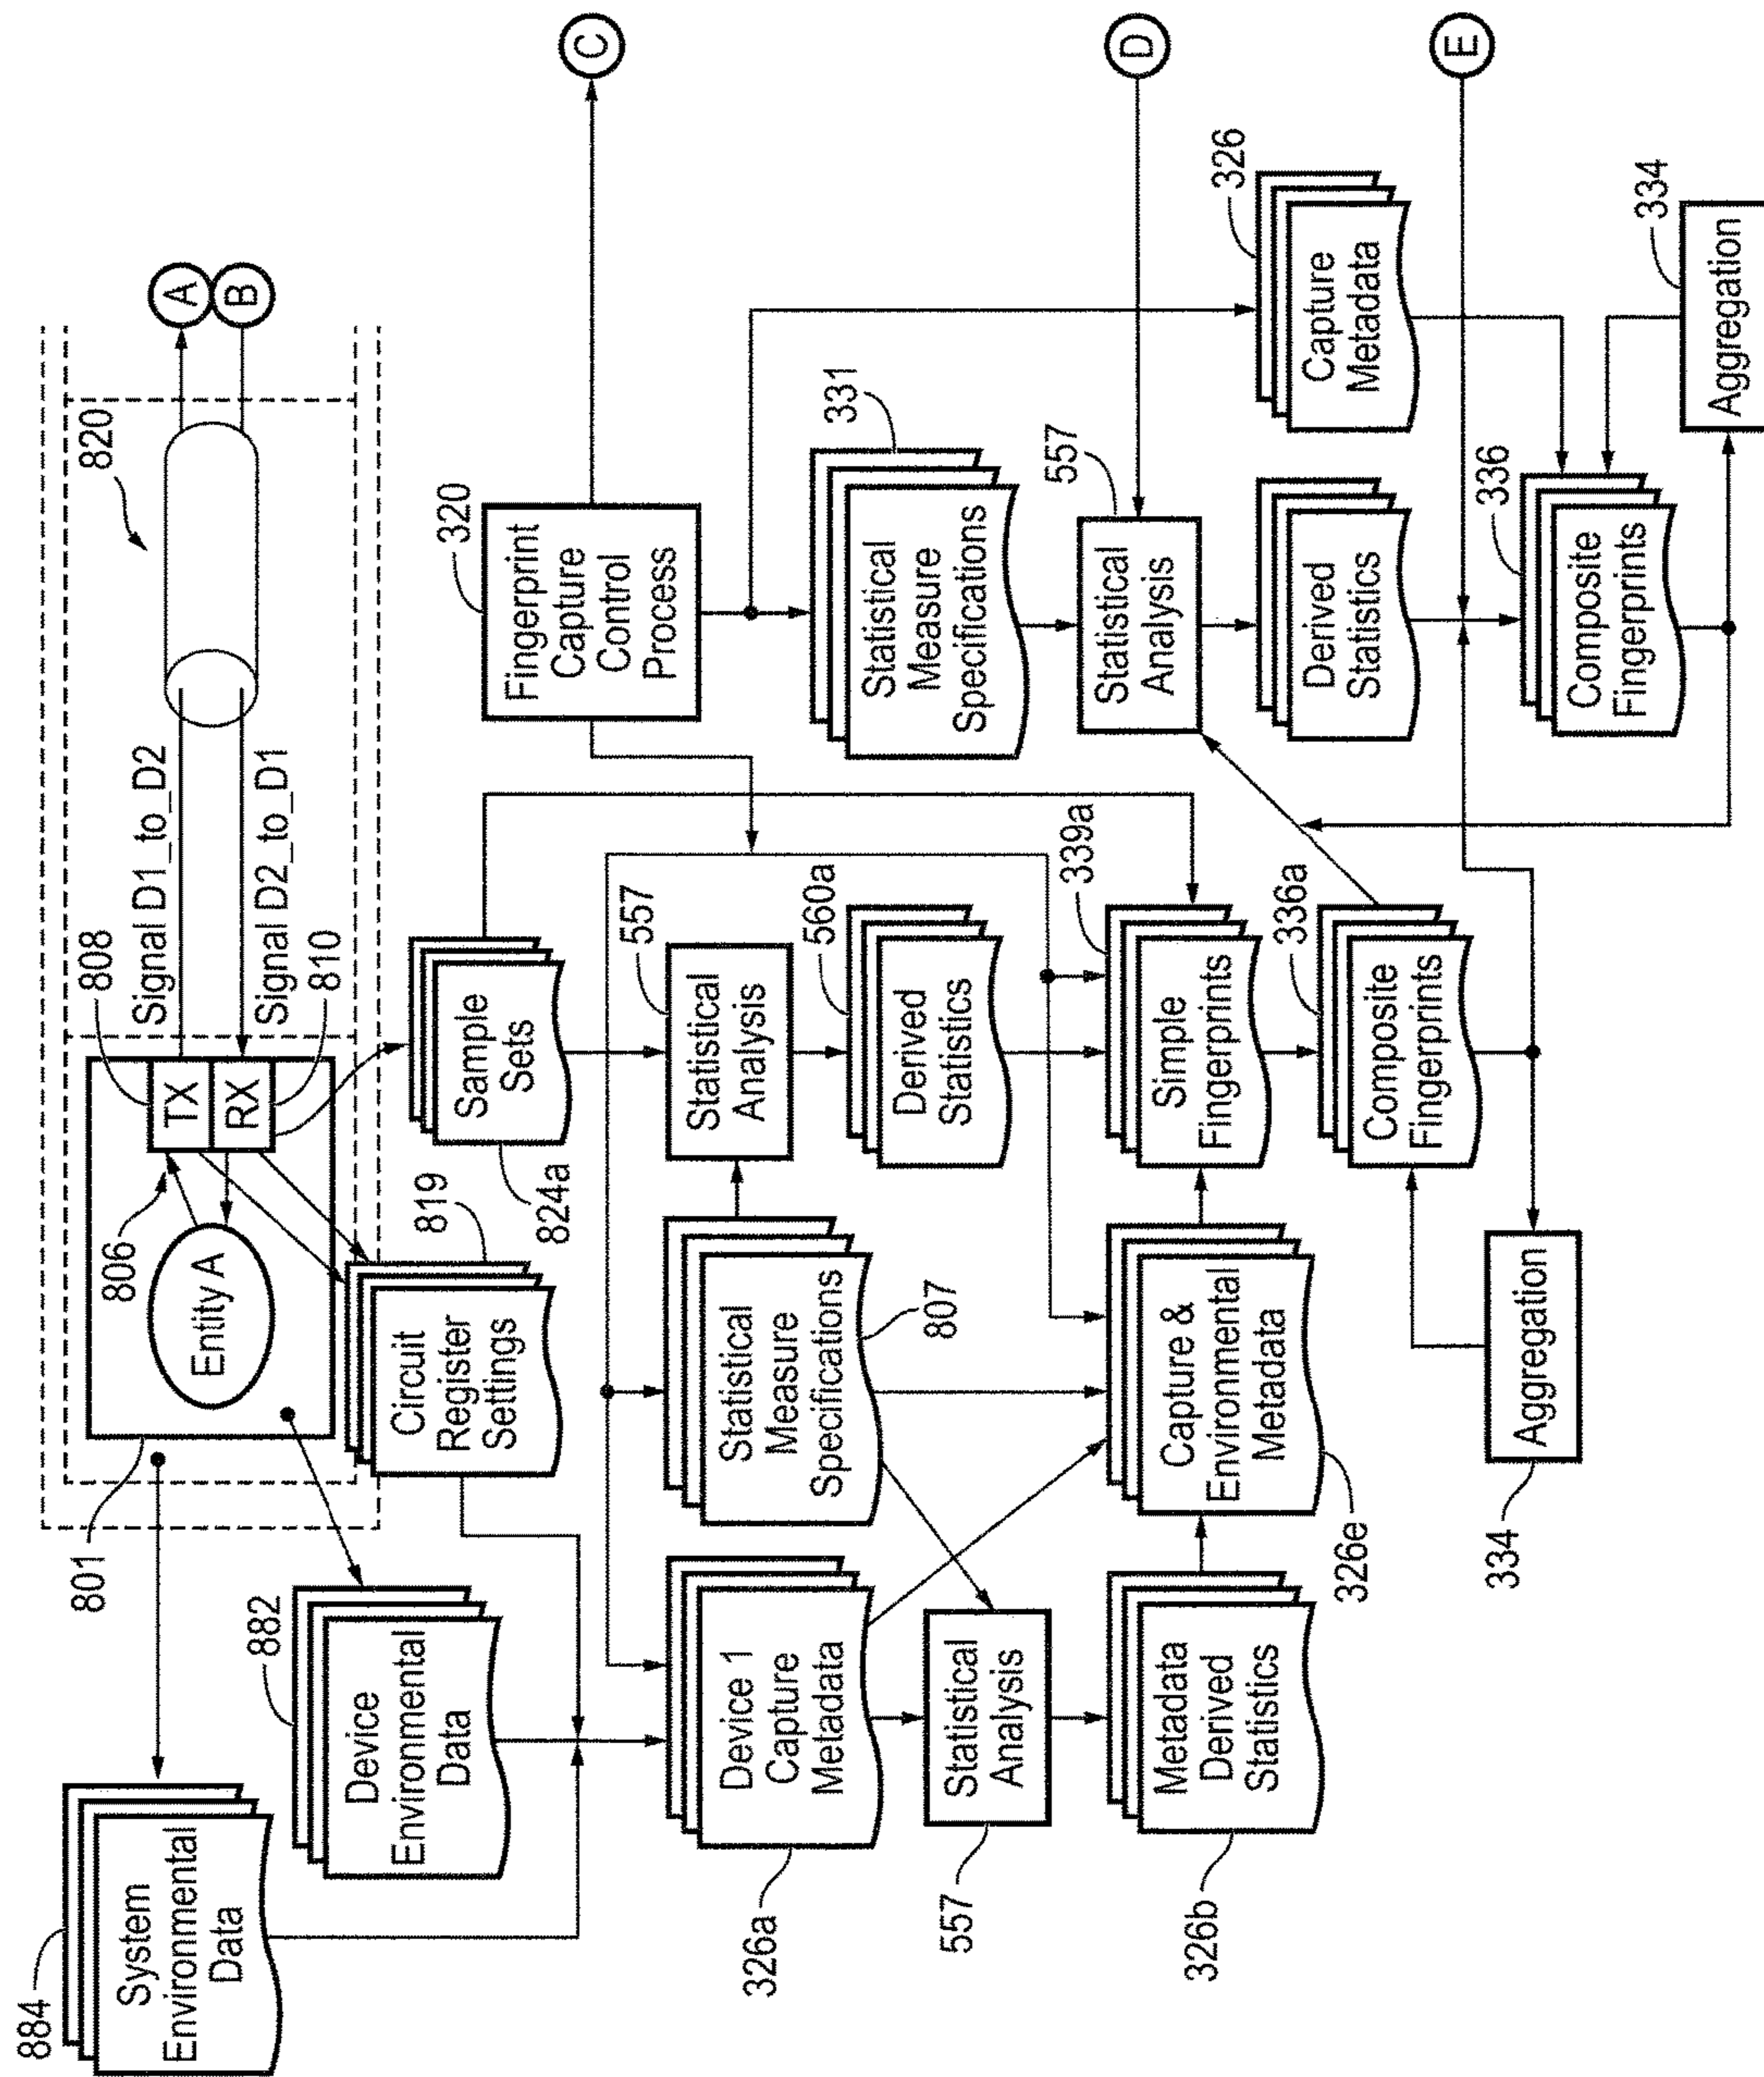 884
System
Environmental
Data
801
882
Device
Environmental
Data
Entity A
806
TX
RX
808
810
Signal D1_to_D2
Signal D2_to_D1
820
A
B
Circuit
Register
Settings
819
Sample
Sets
824a
320
Fingerprint
Capture
Control
Process
C
326a
Device 1
Capture
Metadata
Statistical
Measure
Specifications
807
557
Statistical
Analysis
560a
Derived
Statistics
331
Statistical
Measure
Specifications
557
Statistical
Analysis
D
557
Statistical
Analysis
326b
Metadata
Derived
Statistics
326e
Capture &
Environmental
Metadata
339a
Simple
Fingerprints
Derived
Statistics
326
Capture
Metadata
E
336a
Composite
Fingerprints
336
Composite
Fingerprints
334
Aggregation
334
Aggregation